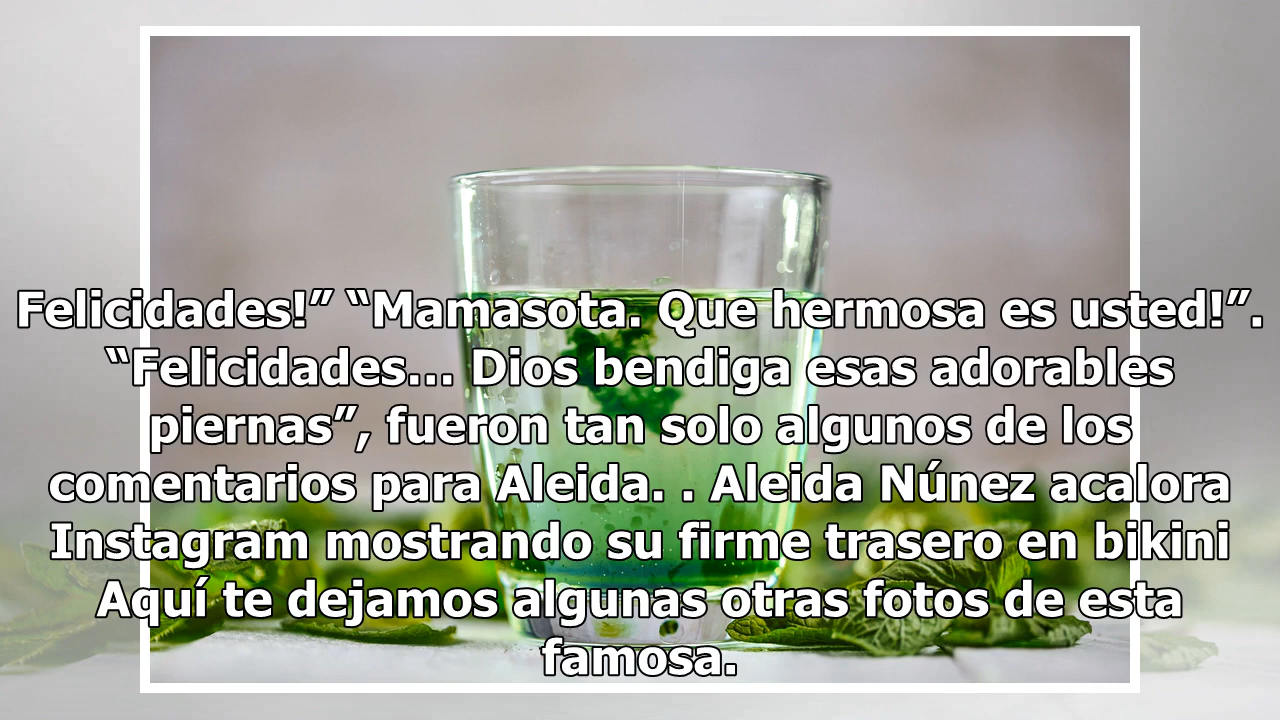 Felicidades!” “Mamasota. Que hermosa es usted!”.
“Felicidades... Dios bendiga esas adorables
piernas”, fueron tan solo algunos de los
comentarios para Aleida. . Aleida Núnez acalora
Instagram mostrando su firme trasero en bikini
Aquí te dejamos algunas otras fotos de esta
famosa.